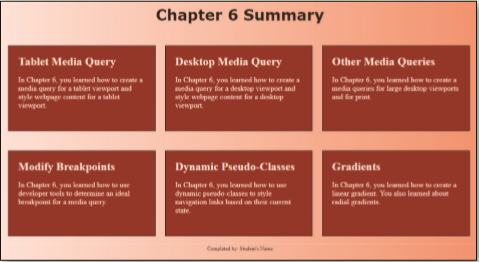 Chapter 6 Summary
Tablet Media Query
In Chapter 6, you learned how to create a
media query for a tablet viewport and
style webpage content for a tablet
viewport.
Desktop Media Query
In Chapter 6, you learned how to create a
media query for a desktop viewport and
style webpage content for a desktop
viewport.
Other Media Queries
In Chapter 6, you learned how to create
media queries for large desktop viewports
and for print.
Modify Breakpoints
In Chapter 6, you learned how to use
developer tools to determine an ideal
breakpoint for a media query.
Dynamic Pseudo-Classes
In Chapter 6, you learned how to use
dynamic pseudo-classes to style
navigation links based on their current
state.
Gradients
In Chapter 6, you learned how to create a
linear gradient. You also learned about
radial gradients.
Completed by: Student's Name